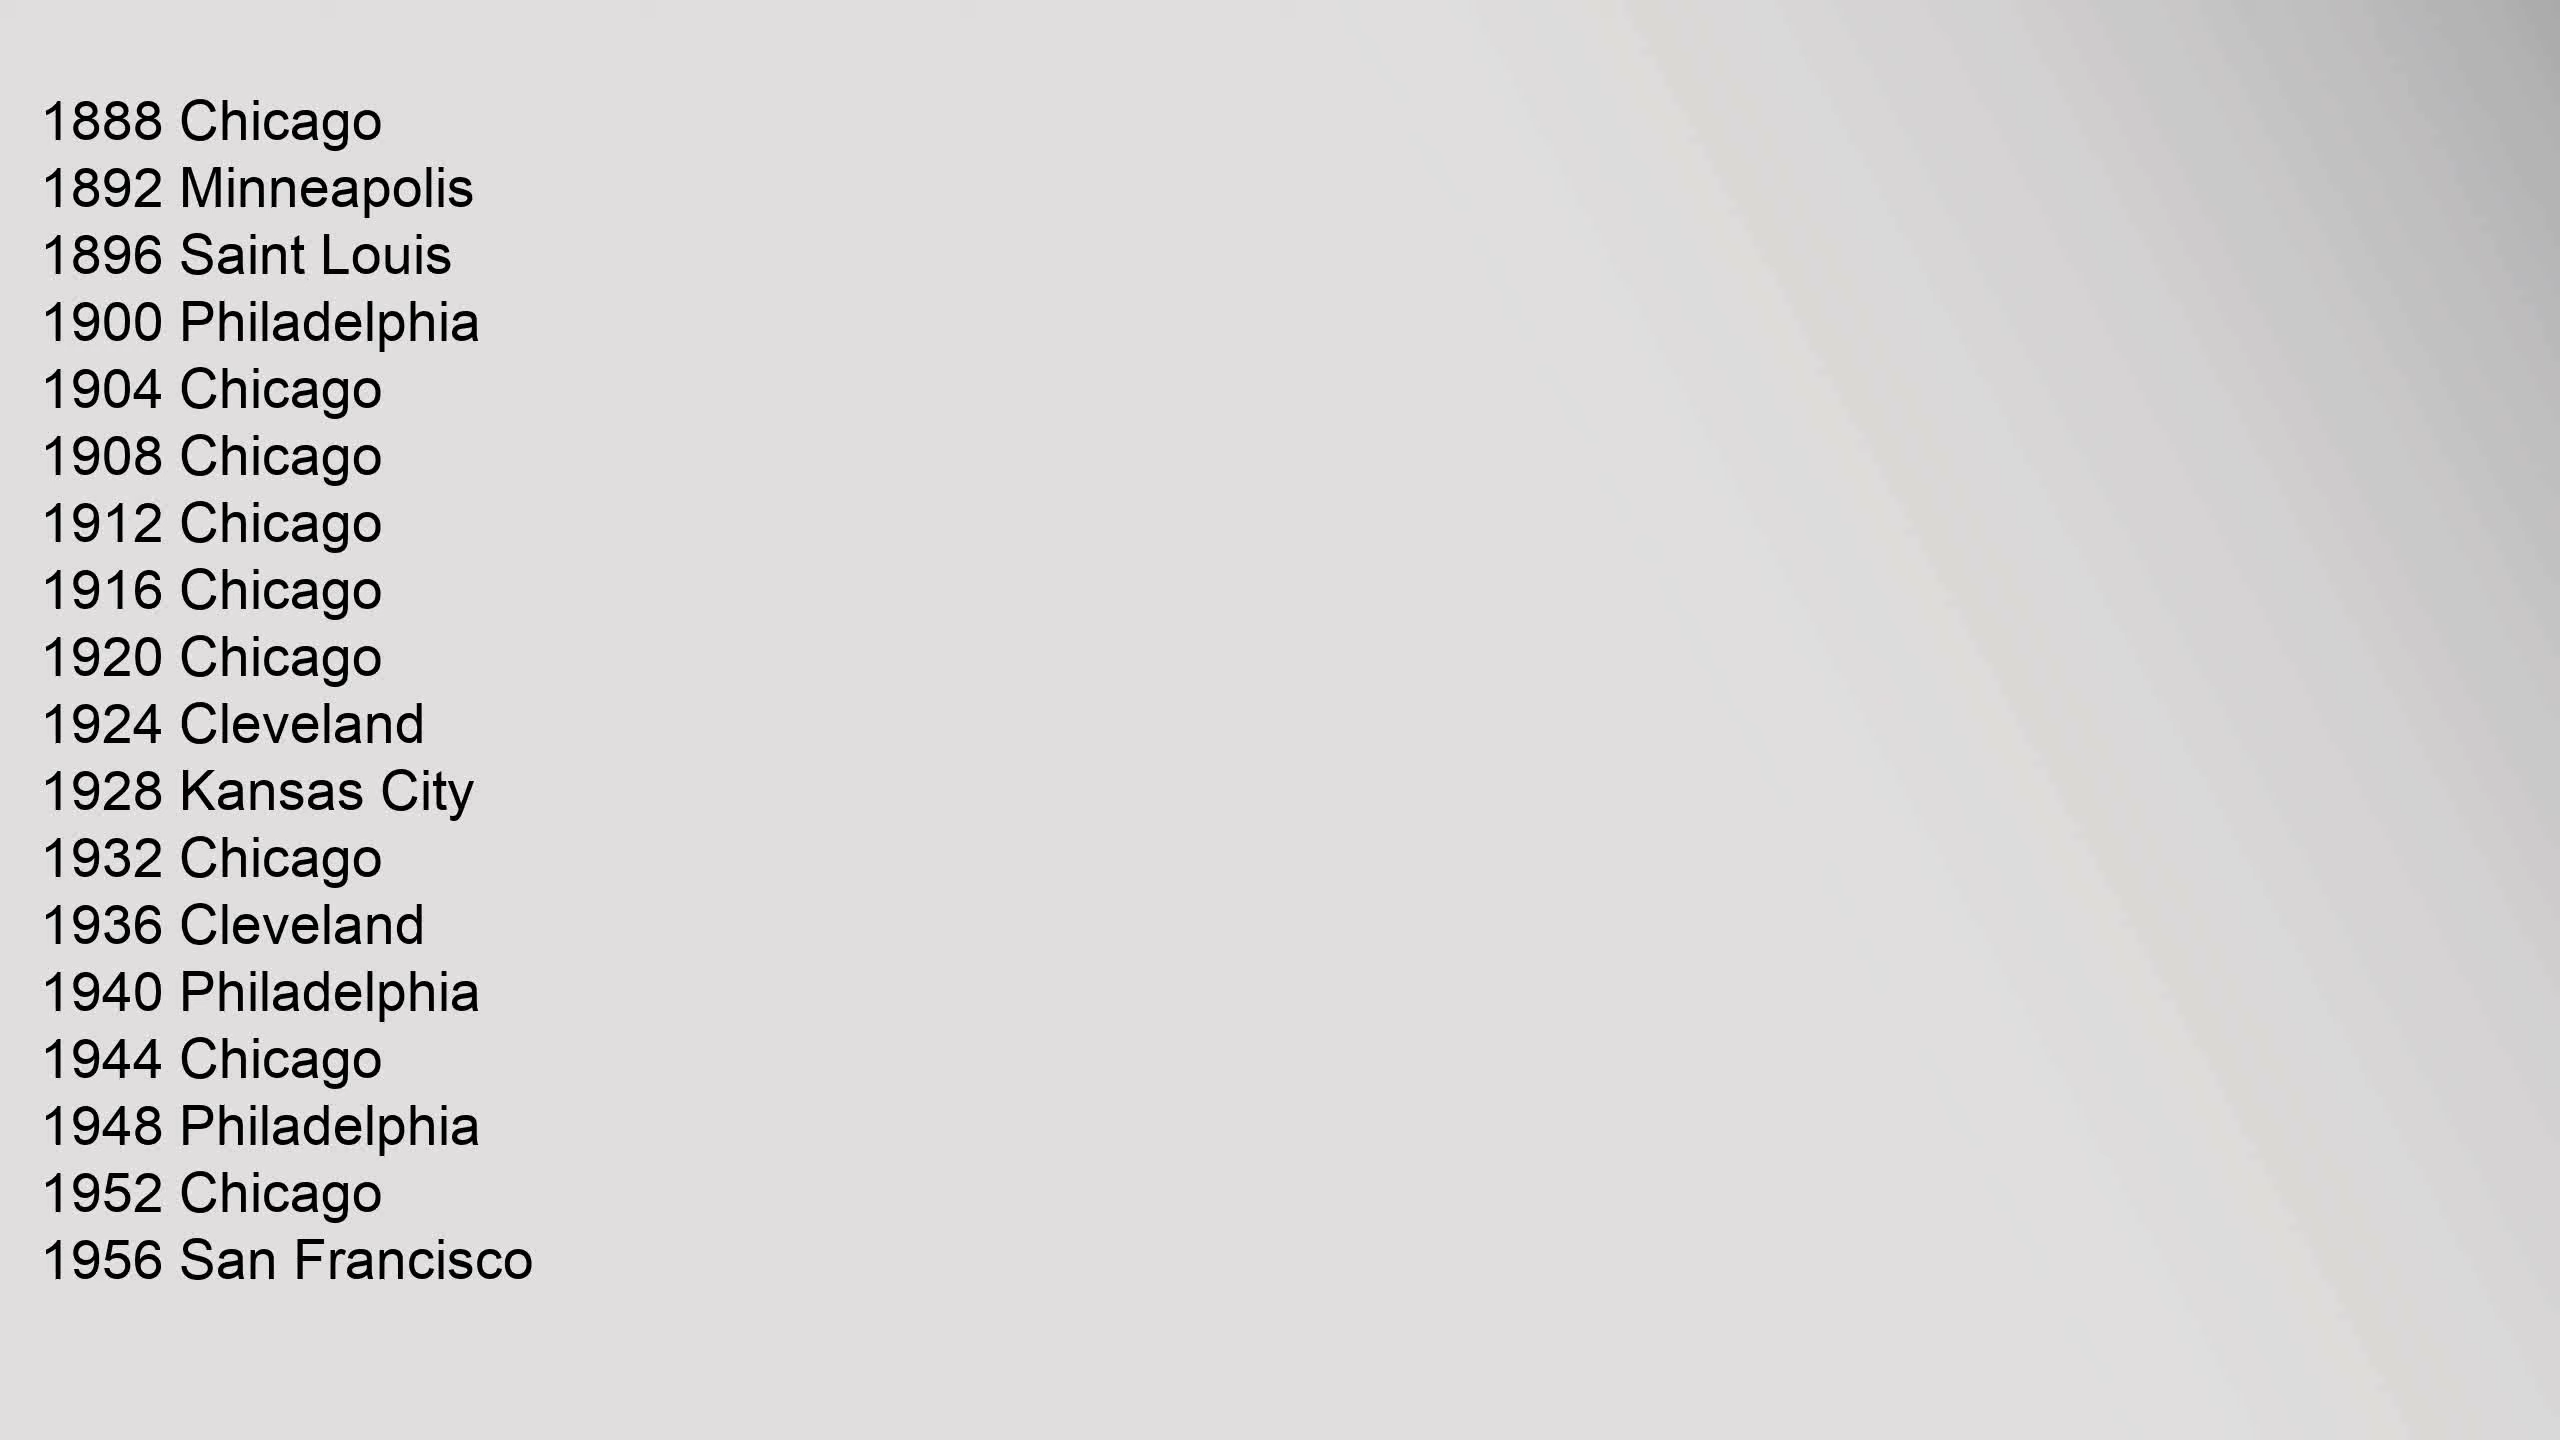 1888 Chicago
1892 Minneapolis
1896 Saint Louis
1900 Philadelphia
1904 Chicago
1908 Chicago
1912 Chicago
1916 Chicago
1920 Chicago
1924 Cleveland
1928 Kansas City
1932 Chicago
1936 Cleveland
1940 Philadelphia
1944 Chicago
1948 Philadelphia
1952 Chicago
1956 San Francisco